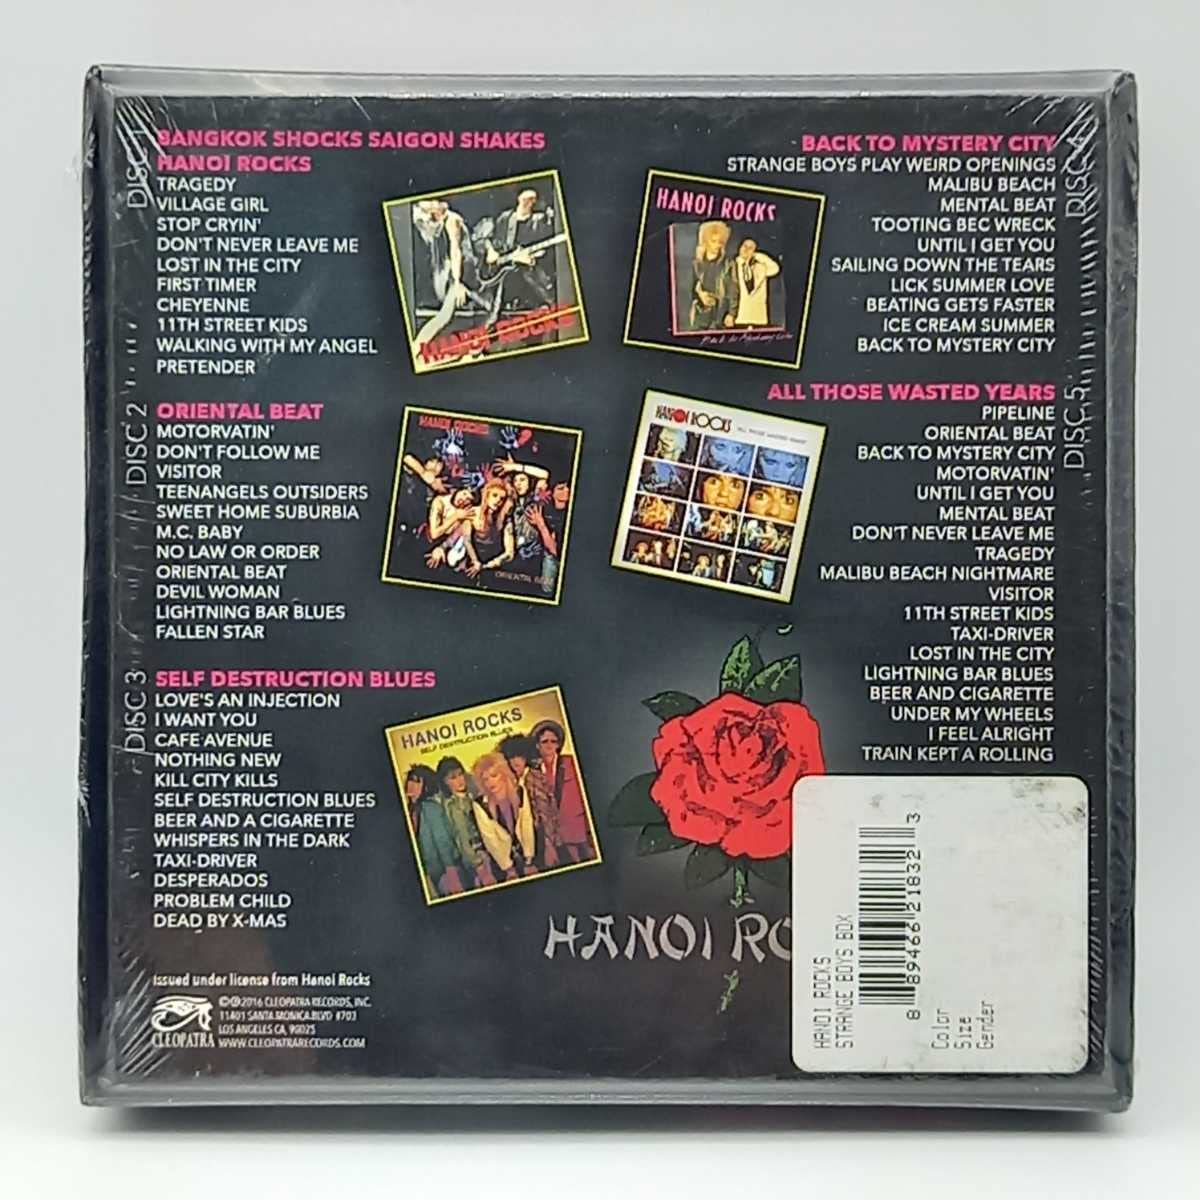 DISC 1
BANGKOK SHOCKS SAIGON SHAKES
HANOI ROCKS
TRAGEDY
VILLAGE GIRL
STOP CRYIN'
DON'T NEVER LEAVE ME
LOST IN THE CITY
FIRST TIMER
CHEYENNE
11TH STREET KIDS
WALKING WITH MY ANGEL
PRETENDER
HANOI ROCKS
DISC 2
ORIENTAL BEAT
MOTORVATIN'
DON'T FOLLOW ME
VISITOR
TEENANGELS OUTSIDERS
SWEET HOME SUBURBIA
M.C. BABY
NO LAW OR ORDER
ORIENTAL BEAT
DEVIL WOMAN
LIGHTNING BAR BLUES
FALLEN STAR
HANOI ROCKS
ORIENTAL BEAT
DISC 3
SELF DESTRUCTION BLUES
LOVE'S AN INJECTION
I WANT YOU
CAFE AVENUE
NOTHING NEW
KILL CITY KILLS
SELF DESTRUCTION BLUES
BEER AND A CIGARETTE
WHISPERS IN THE DARK
TAXI-DRIVER
DESPERADOS
PROBLEM CHILD
DEAD BY X-MAS
HANOI ROCKS
SELF DESTRUCTION BLUES
DISC 4
BACK TO MYSTERY CITY
STRANGE BOYS PLAY WEIRD OPENINGS
MALIBU BEACH
MENTAL BEAT
TOOTING BEC WRECK
UNTIL I GET YOU
SAILING DOWN THE TEARS
LICK SUMMER LOVE
BEATING GETS FASTER
ICE CREAM SUMMER
BACK TO MYSTERY CITY
HANOI ROCKS
Back to Mystery City
DISC 5
ALL THOSE WASTED YEARS
PIPELINE
ORIENTAL BEAT
BACK TO MYSTERY CITY
MOTORVATIN'
UNTIL I GET YOU
MENTAL BEAT
DON'T NEVER LEAVE ME
TRAGEDY
MALIBU BEACH NIGHTMARE
VISITOR
11TH STREET KIDS
TAXI-DRIVER
LOST IN THE CITY
LIGHTNING BAR BLUES
BEER AND CIGARETTE
UNDER MY WHEELS
I FEEL ALRIGHT
TRAIN KEPT A ROLLING
HANOI ROCKS
ALL THOSE WASTED YEARS
HANOI RO
Issued under license from Hanoi Rocks
©℗2016 CLEOPATRA RECORDS, INC.
11401 SANTA MONICA BLVD #703
LOS ANGELES CA, 90025
CLEOPATRA WWW.CLEOPATRARECORDS.COM
HANOI ROCKS
STRANGE BOYS BOX
8 89466 21832 3
Color
Size
Gender